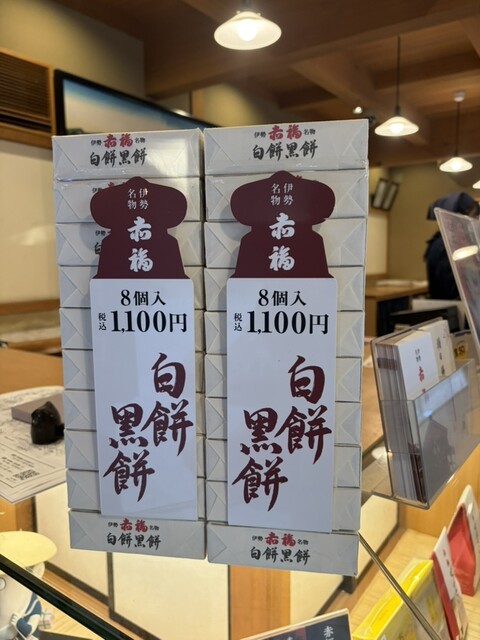 伊勢 赤福 名物
白餅黒餅
伊勢
名物
赤福
8個入
税込 1,100円
白餅
黒餅
伊勢 赤福 名物
白餅黒餅
伊勢 赤福 名物
白餅黒餅
伊勢
名物
赤福
8個入
税込 1,100円
白餅
黒餅
伊勢 赤福 名物
白餅黒餅
赤福